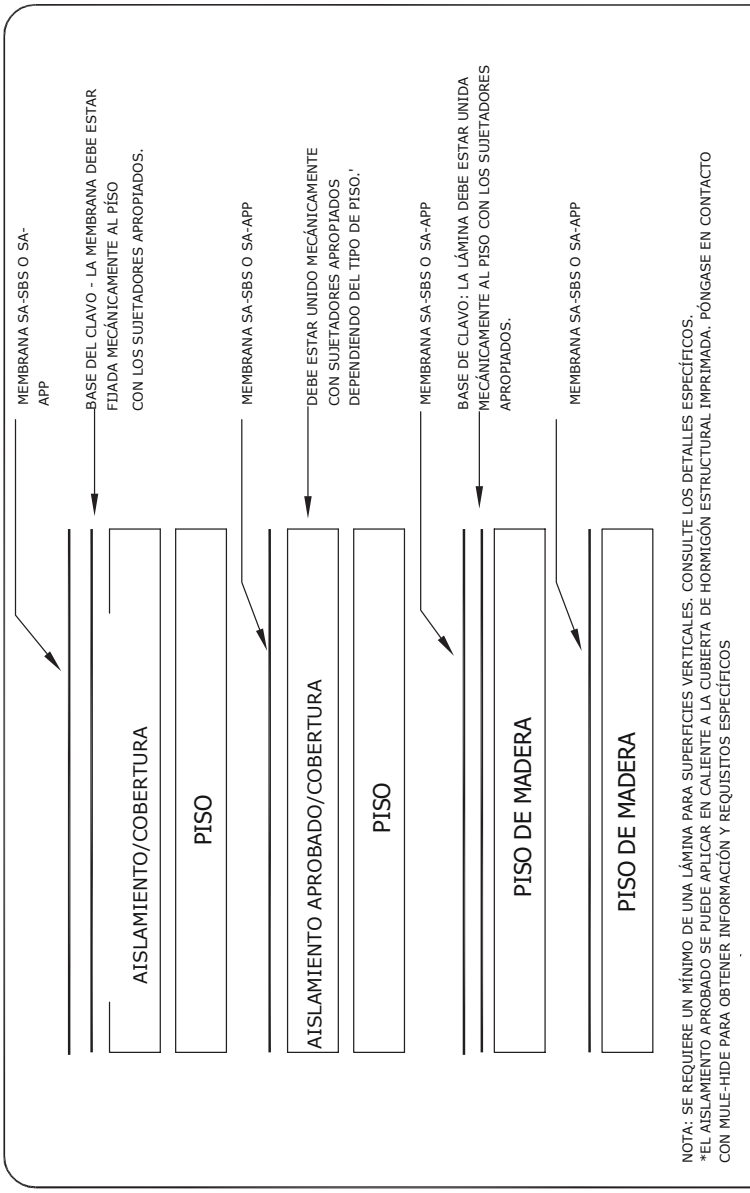 MEMBRANA SA-SBS O SA-
APP
BASE DEL CLAVO - LA MEMBRANA DEBE ESTAR
FIJADA MECÁNICAMENTE AL PÍSO
CON LOS SUJETADORES APROPIADOS.
AISLAMIENTO/COBERTURA
PISO
MEMBRANA SA-SBS O SA-APP
DEBE ESTAR UNIDO MECÁNICAMENTE
CON SUJETADORES APROPIADOS
DEPENDIENDO DEL TIPO DE PISO.'
AISLAMIENTO APROBADO/COBERTURA
PISO
MEMBRANA SA-SBS O SA-APP
BASE DE CLAVO: LA LÁMINA DEBE ESTAR UNIDA
MECÁNICAMENTE AL PISO CON LOS SUJETADORES
APROPIADOS.
PISO DE MADERA
MEMBRANA SA-SBS O SA-APP
PISO DE MADERA
NOTA: SE REQUIERE UN MÍNIMO DE UNA LÁMINA PARA SUPERFICIES VERTICALES. CONSULTE LOS DETALLES ESPECÍFICOS.
*EL AISLAMIENTO APROBADO SE PUEDE APLICAR EN CALIENTE A LA CUBIERTA DE HORMIGÓN ESTRUCTURAL IMPRIMADA. PÓNGASE EN CONTACTO
CON MULE-HIDE PARA OBTENER INFORMACIÓN Y REQUISITOS ESPECÍFICOS